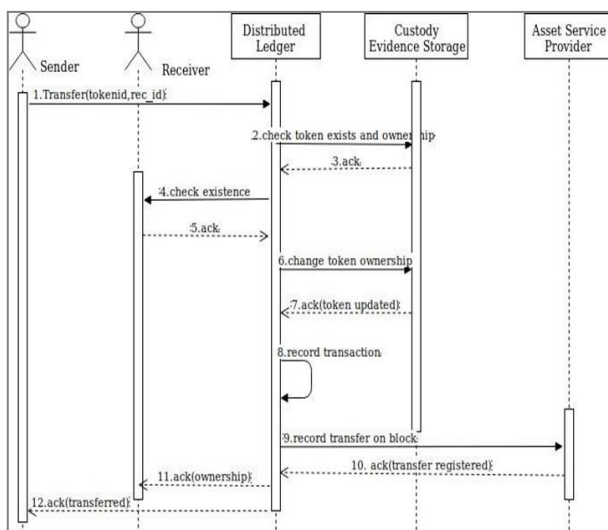 Distributed
Ledger
Custody
Evidence Storage
Asset Service
Provider
Sender
Receiver
1.Transfer(tokenid,rec_id)
2.check token exists and ownership
3.ack
4.check existence
5.ack
6.change token ownership
7.ack(token updated)
8.record transaction
9.record transfer on block
10. ack(transfer registered)
11.ack(ownership)
12.ack(transferred)